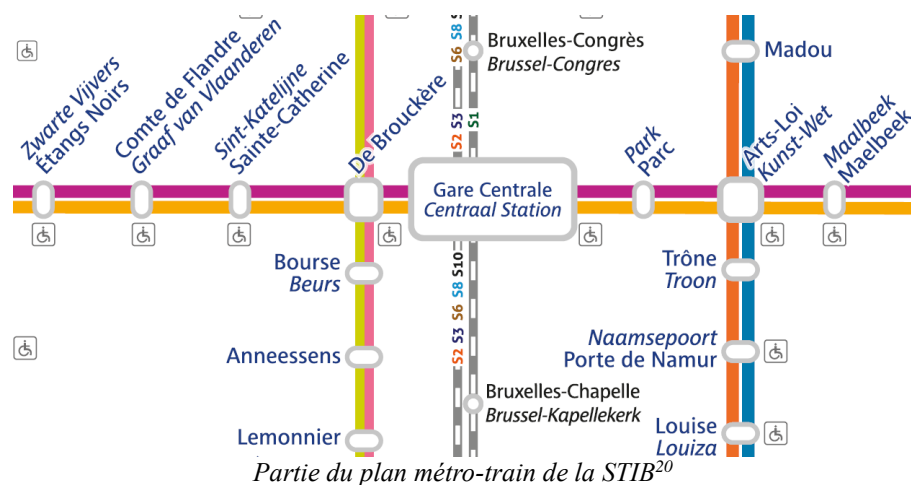 Zwarte Vijvers
Étangs Noirs
Comte de Flandre
Graaf van Vlaanderen
Sint-Katelijne
Sainte-Catherine
De Brouckère
S6 S8
S2 S3
S1
Bruxelles-Congrès
Brussel-Congres
Madou
Gare Centrale
Centraal Station
Park
Parc
Arts-Loi
Kunst-Wet
Maalbeek
Maelbeek
Bourse
Beurs
S2 S3 S6 S8 S10
Trône
Troon
Anneessens
Naamsepoort
Porte de Namur
Bruxelles-Chapelle
Brussel-Kapellekerk
Lemonnier
Louise
Louiza
Partie du plan métro-train de la STIB20